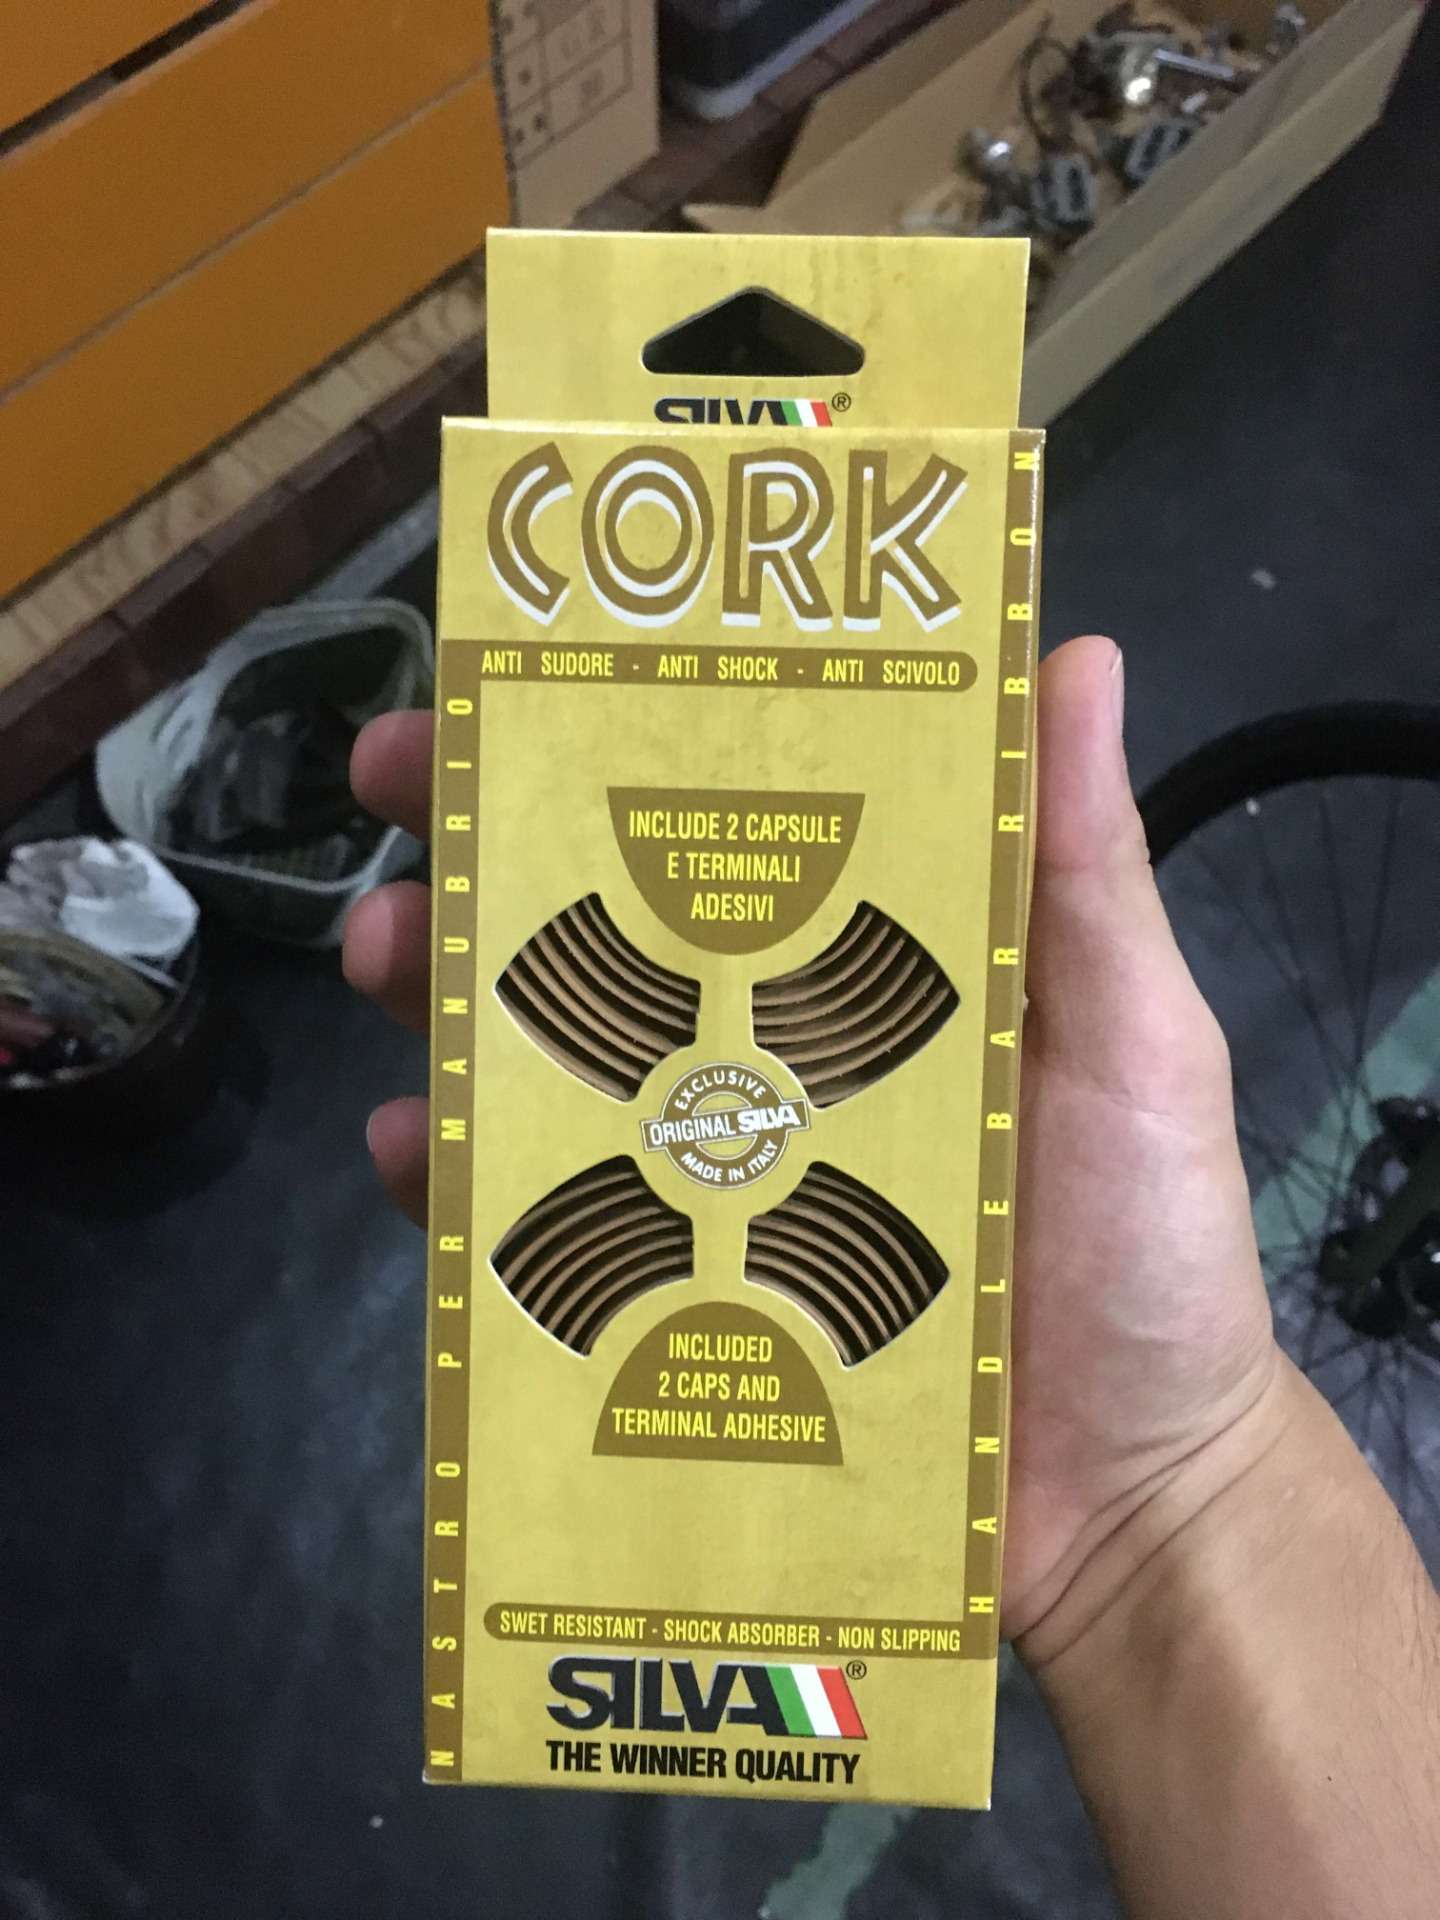 SILVA®
CORK
ANTI SUDORE - ANTI SHOCK - ANTI SCIVOLO
NASTRO PER MANUBRIO
HANDLEBAR RIBBON
INCLUDE 2 CAPSULE
E TERMINALI
ADESIVI
EXCLUSIVE
ORIGINAL SILVA
MADE IN ITALY
INCLUDED
2 CAPS AND
TERMINAL ADHESIVE
SWET RESISTANT - SHOCK ABSORBER - NON SLIPPING
SILVA®
THE WINNER QUALITY